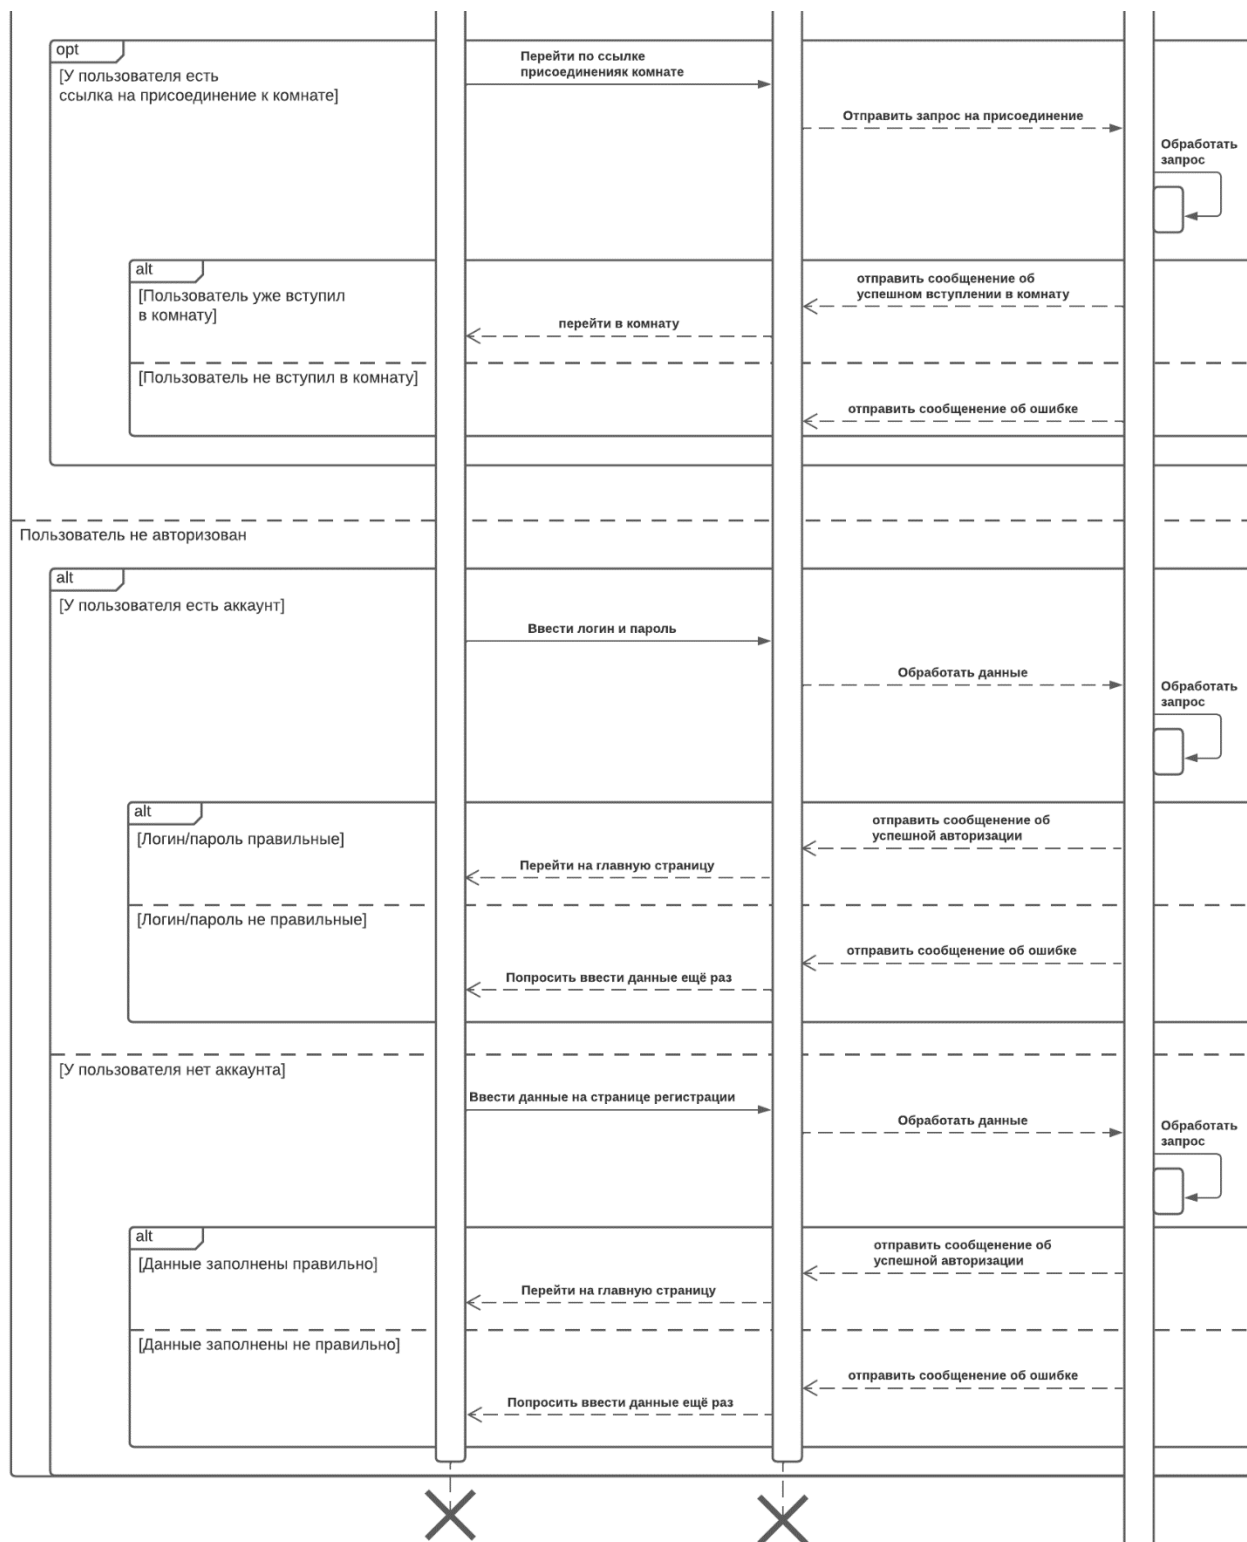 opt
[У пользователя есть
ссылка на присоединение к комнате]
Перейти по ссылке
присоединенияк комнате
Отправить запрос на присоединение
Обработать
запрос
alt
[Пользователь уже вступил
в комнату]
отправить сообщенение об
успешном вступлении в комнату
перейти в комнату
[Пользователь не вступил в комнату]
отправить сообщенение об ошибке
Пользователь не авторизован
alt
[У пользователя есть аккаунт]
Ввести логин и пароль
Обработать данные
Обработать
запрос
alt
[Логин/пароль правильные]
отправить сообщенение об
успешной авторизации
Перейти на главную страницу
[Логин/пароль не правильные]
отправить сообщенение об ошибке
Попросить ввести данные ещё раз
[У пользователя нет аккаунта]
Ввести данные на странице регистрации
Обработать данные
Обработать
запрос
alt
[Данные заполнены правильно]
отправить сообщенение об
успешной авторизации
Перейти на главную страницу
[Данные заполнены не правильно]
отправить сообщенение об ошибке
Попросить ввести данные ещё раз